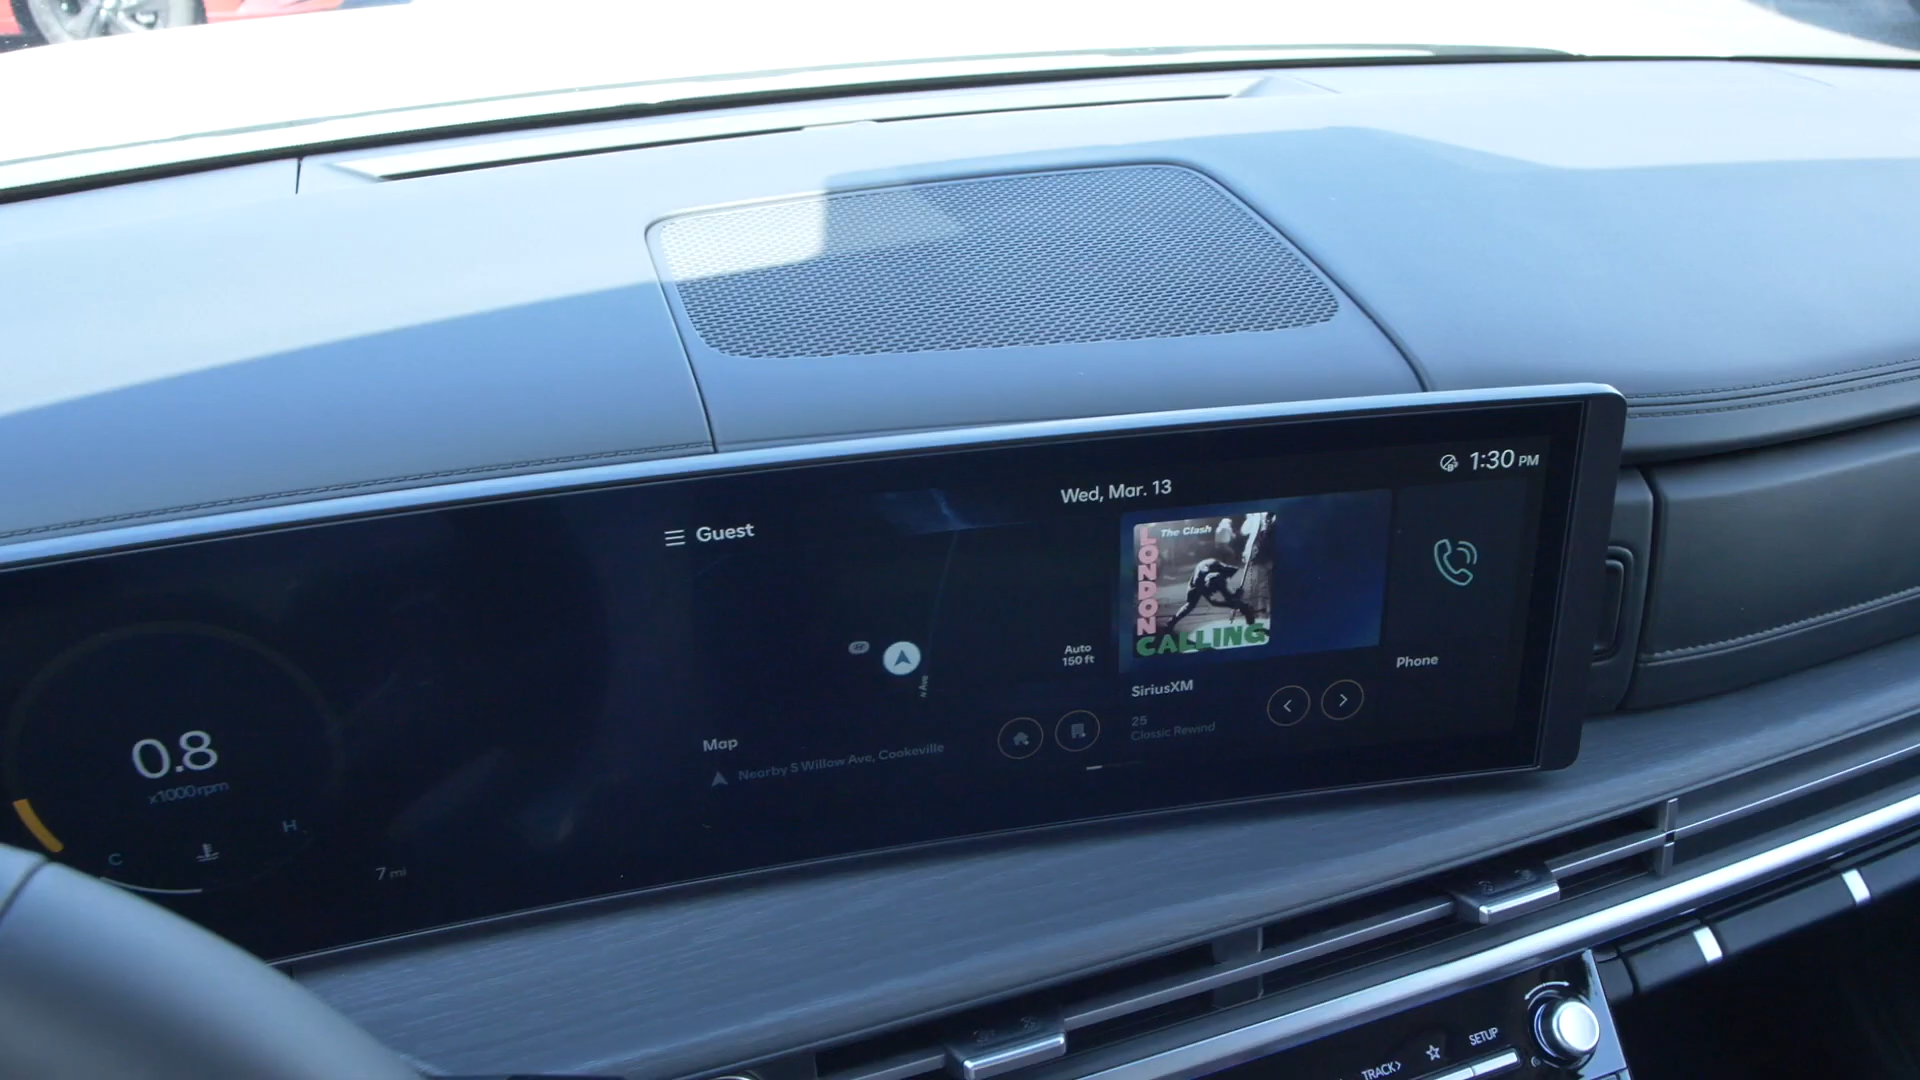 1:30 PM
Wed, Mar. 13
Guest
The Clash
LONDON
CALLING
Auto
150 ft
Phone
SiriusXM
25
Classic Rewind
Map
Nearby S Willow Ave, Cookeville
0.8
x1000rpm
C
H
7 mi
SETUP
TRACK